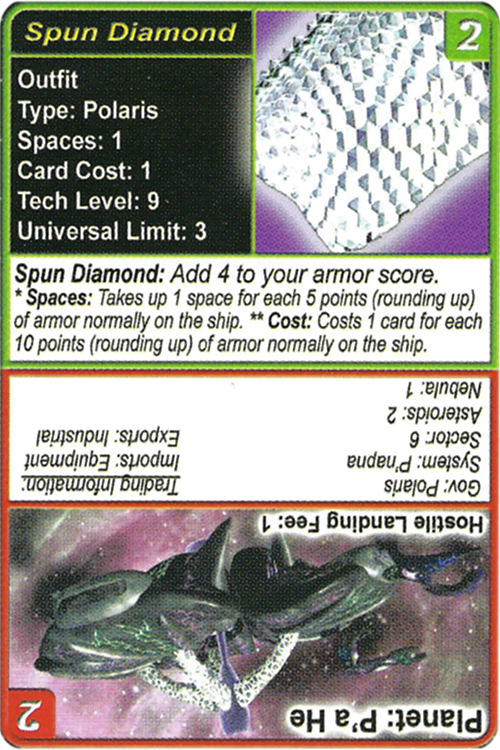 Spun Diamond
2
Outfit
Type: Polaris
Spaces: 1
Card Cost: 1
Tech Level: 9
Universal Limit: 3
Spun Diamond: Add 4 to your armor score.
* Spaces: Takes up 1 space for each 5 points (rounding up)
of armor normally on the ship. ** Cost: Costs 1 card for each
10 points (rounding up) of armor normally on the ship.
Planet: P'a He
2
Hostile Landing Fee: 1
Gov: Polaris
System: P'napna
Sector: 6
Asteroids: 2
Nebula: 1
Trading Information:
Imports: Equipment
Exports: Industrial